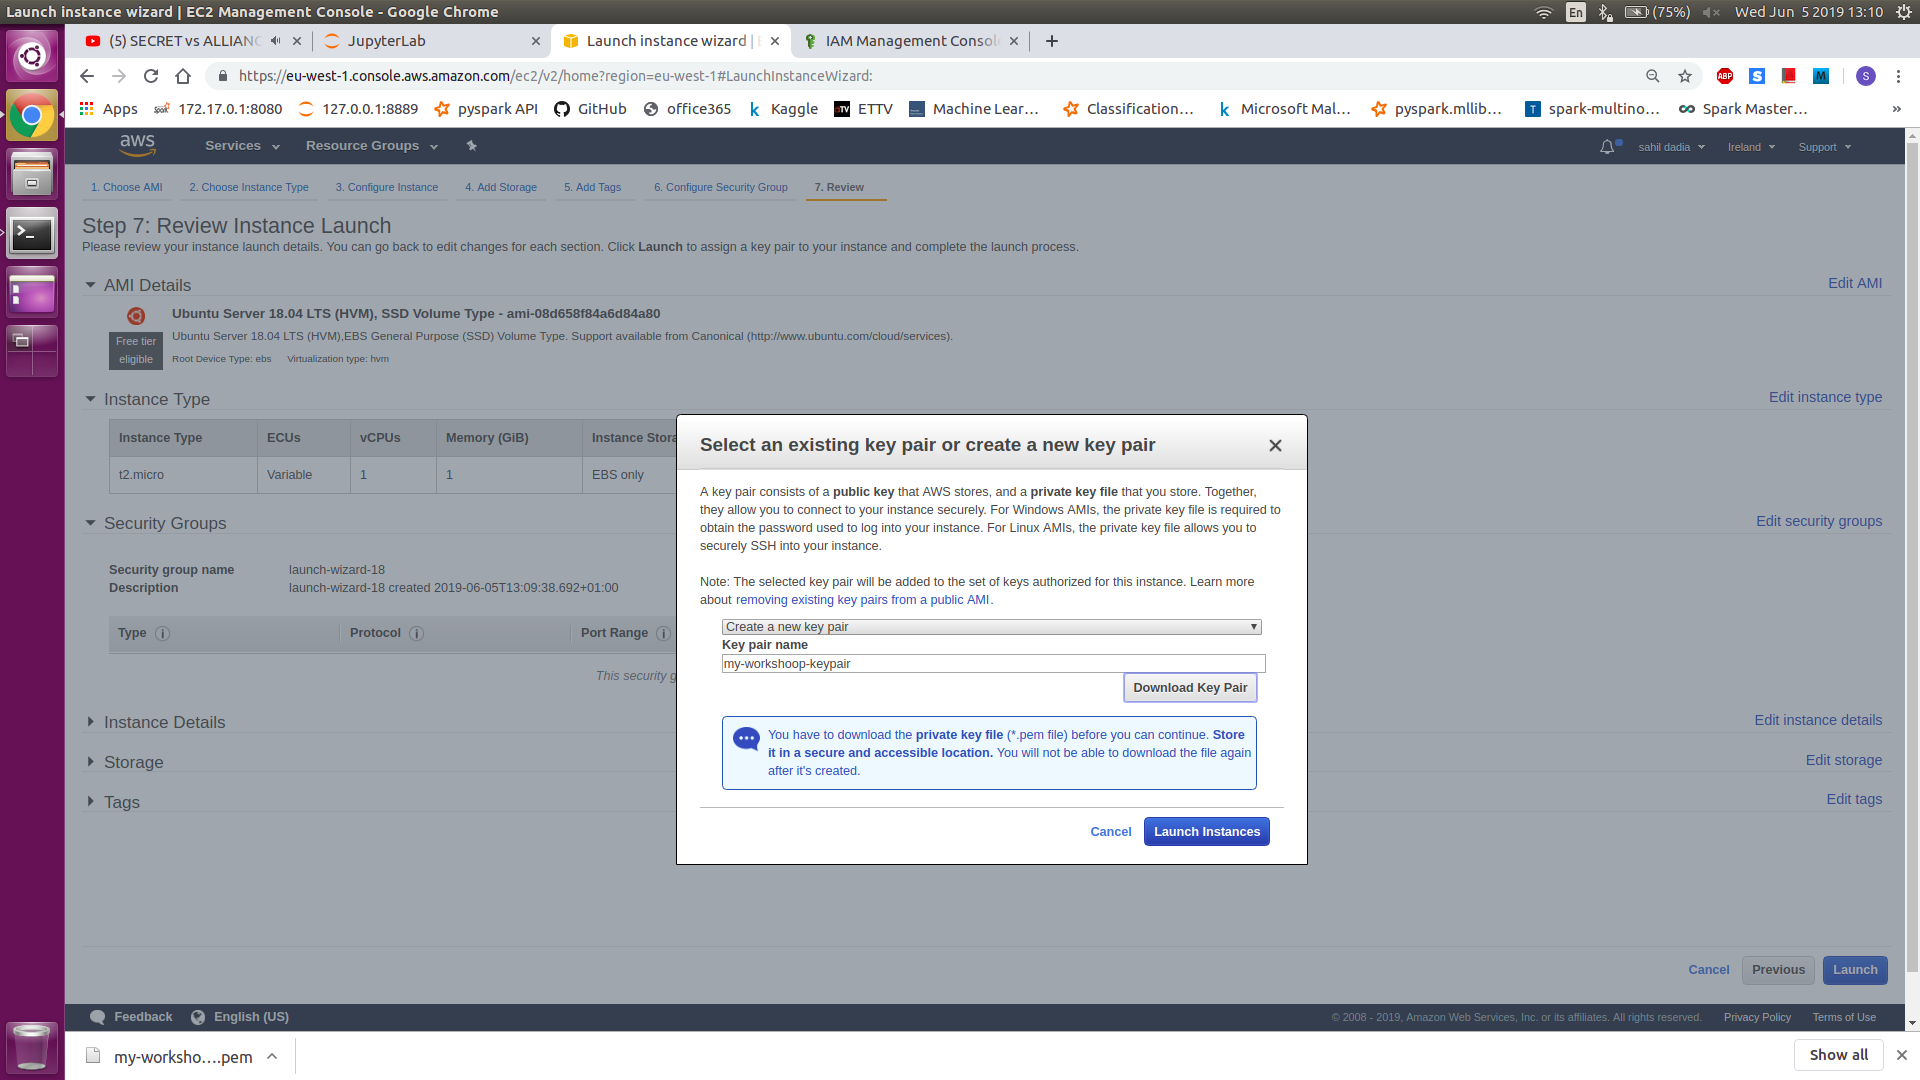 Launch instance wizard | EC2 Management Console - Google Chrome
En
(75%)
Wed Jun 5 2019 13:10
(5) SECRET vs ALLIANC
JupyterLab
Launch instance wizard | E
IAM Management Consol
https://eu-west-1.console.aws.amazon.com/ec2/v2/home?region=eu-west-1#LaunchInstanceWizard:
ABP
S
M
S
Apps
172.17.0.1:8080
127.0.0.1:8889
pyspark API
GitHub
office365
Kaggle
ETTV
Machine Lear...
Classification...
Microsoft Mal...
pyspark.mllib...
spark-multino...
Spark Master...
»
aws
Services
Resource Groups
sahil dadia
Ireland
Support
1. Choose AMI
2. Choose Instance Type
3. Configure Instance
4. Add Storage
5. Add Tags
6. Configure Security Group
7. Review
Step 7: Review Instance Launch
Please review your instance launch details. You can go back to edit changes for each section. Click Launch to assign a key pair to your instance and complete the launch process.
AMI Details
Edit AMI
Ubuntu Server 18.04 LTS (HVM), SSD Volume Type - ami-08d658f84a6d84a80
Free tier
eligible
Ubuntu Server 18.04 LTS (HVM),EBS General Purpose (SSD) Volume Type. Support available from Canonical (http://www.ubuntu.com/cloud/services).
Root Device Type: ebs
Virtualization type: hvm
Instance Type
Edit instance type
Instance Type
ECUs
vCPUs
Memory (GiB)
Instance Stora
t2.micro
Variable
1
1
EBS only
Security Groups
Edit security groups
Security group name
launch-wizard-18
Description
launch-wizard-18 created 2019-06-05T13:09:38.692+01:00
Type
Protocol
Port Range
This security g
Instance Details
Edit instance details
Storage
Edit storage
Tags
Edit tags
Select an existing key pair or create a new key pair
A key pair consists of a public key that AWS stores, and a private key file that you store. Together,
they allow you to connect to your instance securely. For Windows AMIs, the private key file is required to
obtain the password used to log into your instance. For Linux AMIs, the private key file allows you to
securely SSH into your instance.
Note: The selected key pair will be added to the set of keys authorized for this instance. Learn more
about removing existing key pairs from a public AMI.
Create a new key pair
Key pair name
my-workshoop-keypair
Download Key Pair
You have to download the private key file (*.pem file) before you can continue. Store
it in a secure and accessible location. You will not be able to download the file again
after it's created.
Cancel
Launch Instances
Cancel
Previous
Launch
Feedback
English (US)
© 2008 - 2019, Amazon Web Services, Inc. or its affiliates. All rights reserved.
Privacy Policy
Terms of Use
my-worksho....pem
Show all